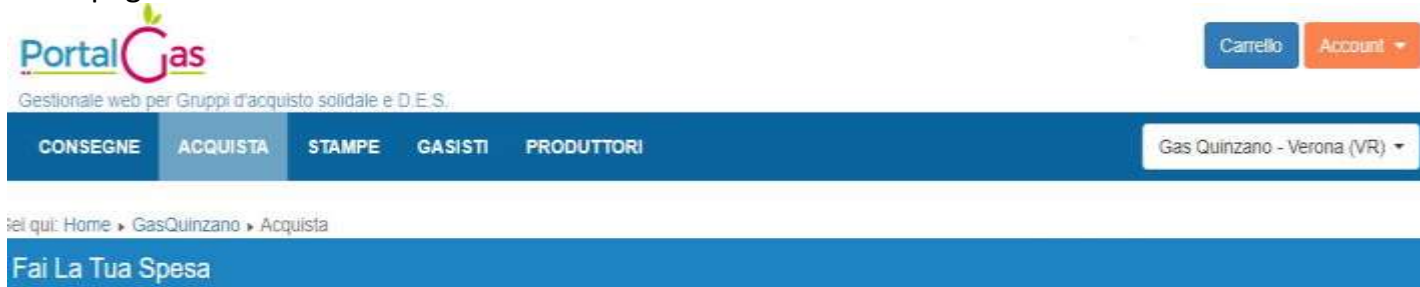 PortalGas
Carrello Account
Gestionale web per Gruppi d'acquisto solidale e D.E.S.
CONSEGNE ACQUISTA STAMPE GASISTI PRODUTTORI Gas Quinzano - Verona (VR)
Sei qui: Home ▸ GasQuinzano ▸ Acquista
Fai La Tua Spesa